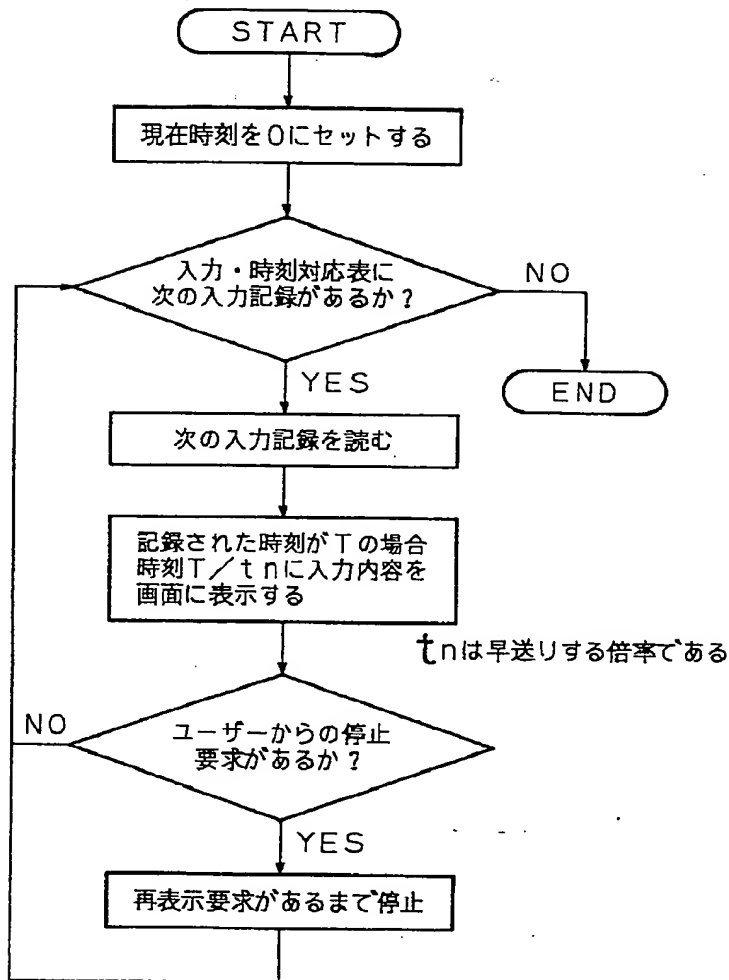 START
現在時刻を0にセットする
入力・時刻対応表に
次の入力記録があるか?
NO
YES
END
次の入力記録を読む
記録された時刻がTの場合
時刻T/tnに入力内容を
画面に表示する
tnは早送りする倍率である
NO
ユーザーからの停止
要求があるか?
YES
再表示要求があるまで停止